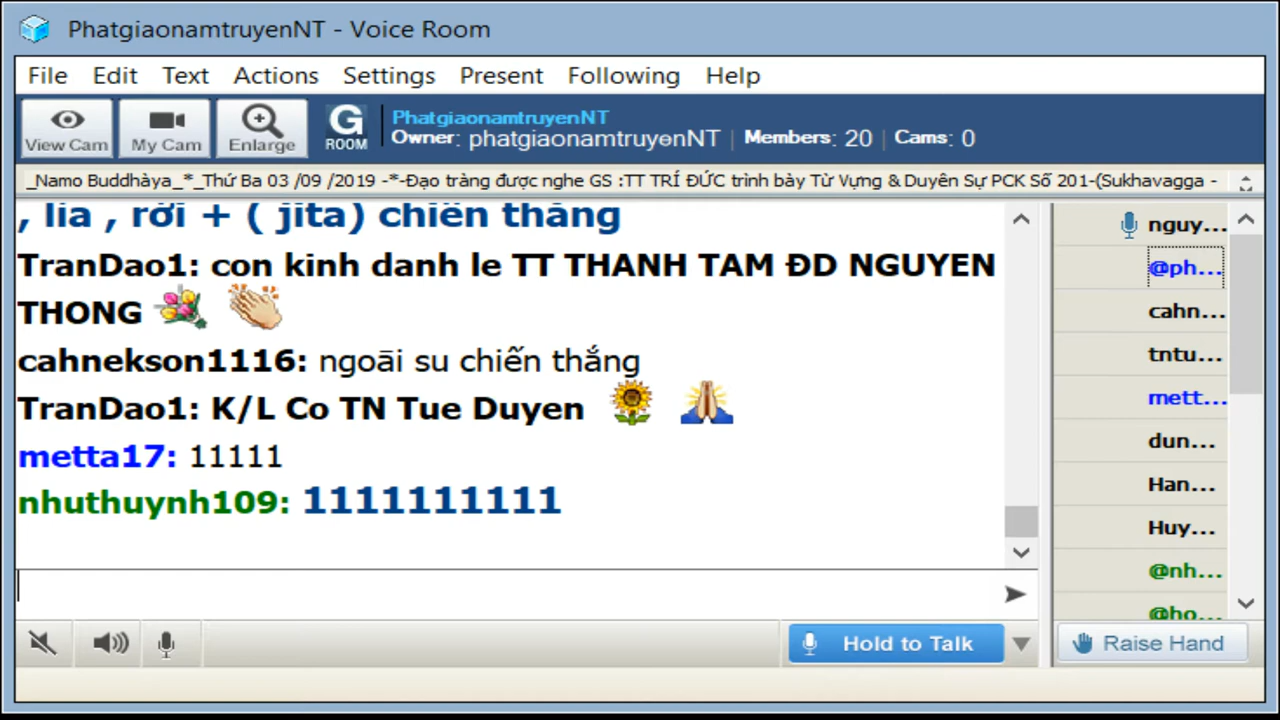 PhatgiaonamtruyenNT - Voice Room
File Edit Text Actions Settings Present Following Help
View Cam My Cam Enlarge G ROOM
PhatgiaonamtruyenNT
Owner: phatgiaonamtruyenNT | Members: 20 | Cams: 0
_Namo Buddhàya_*_Thứ Ba 03 /09 /2019 -*-Đạo tràng được nghe GS :TT TRÍ ĐỨC trình bày Từ Vựng & Duyên Sự PCK Số 201-(Sukhavagga -
, lìa , rời + ( jita) chiến thắng
TranDao1: con kinh danh le TT THANH TAM ĐD NGUYEN
THONG
cahnekson1116: ngoāi su chiến thắng
TranDao1: K/L Co TN Tue Duyen
metta17: 11111
nhuthuynh109: 1111111111
nguy...
@ph...
cahn...
tntu...
mett...
dun...
Han...
Huy...
@nh...
@ho...
Hold to Talk
Raise Hand